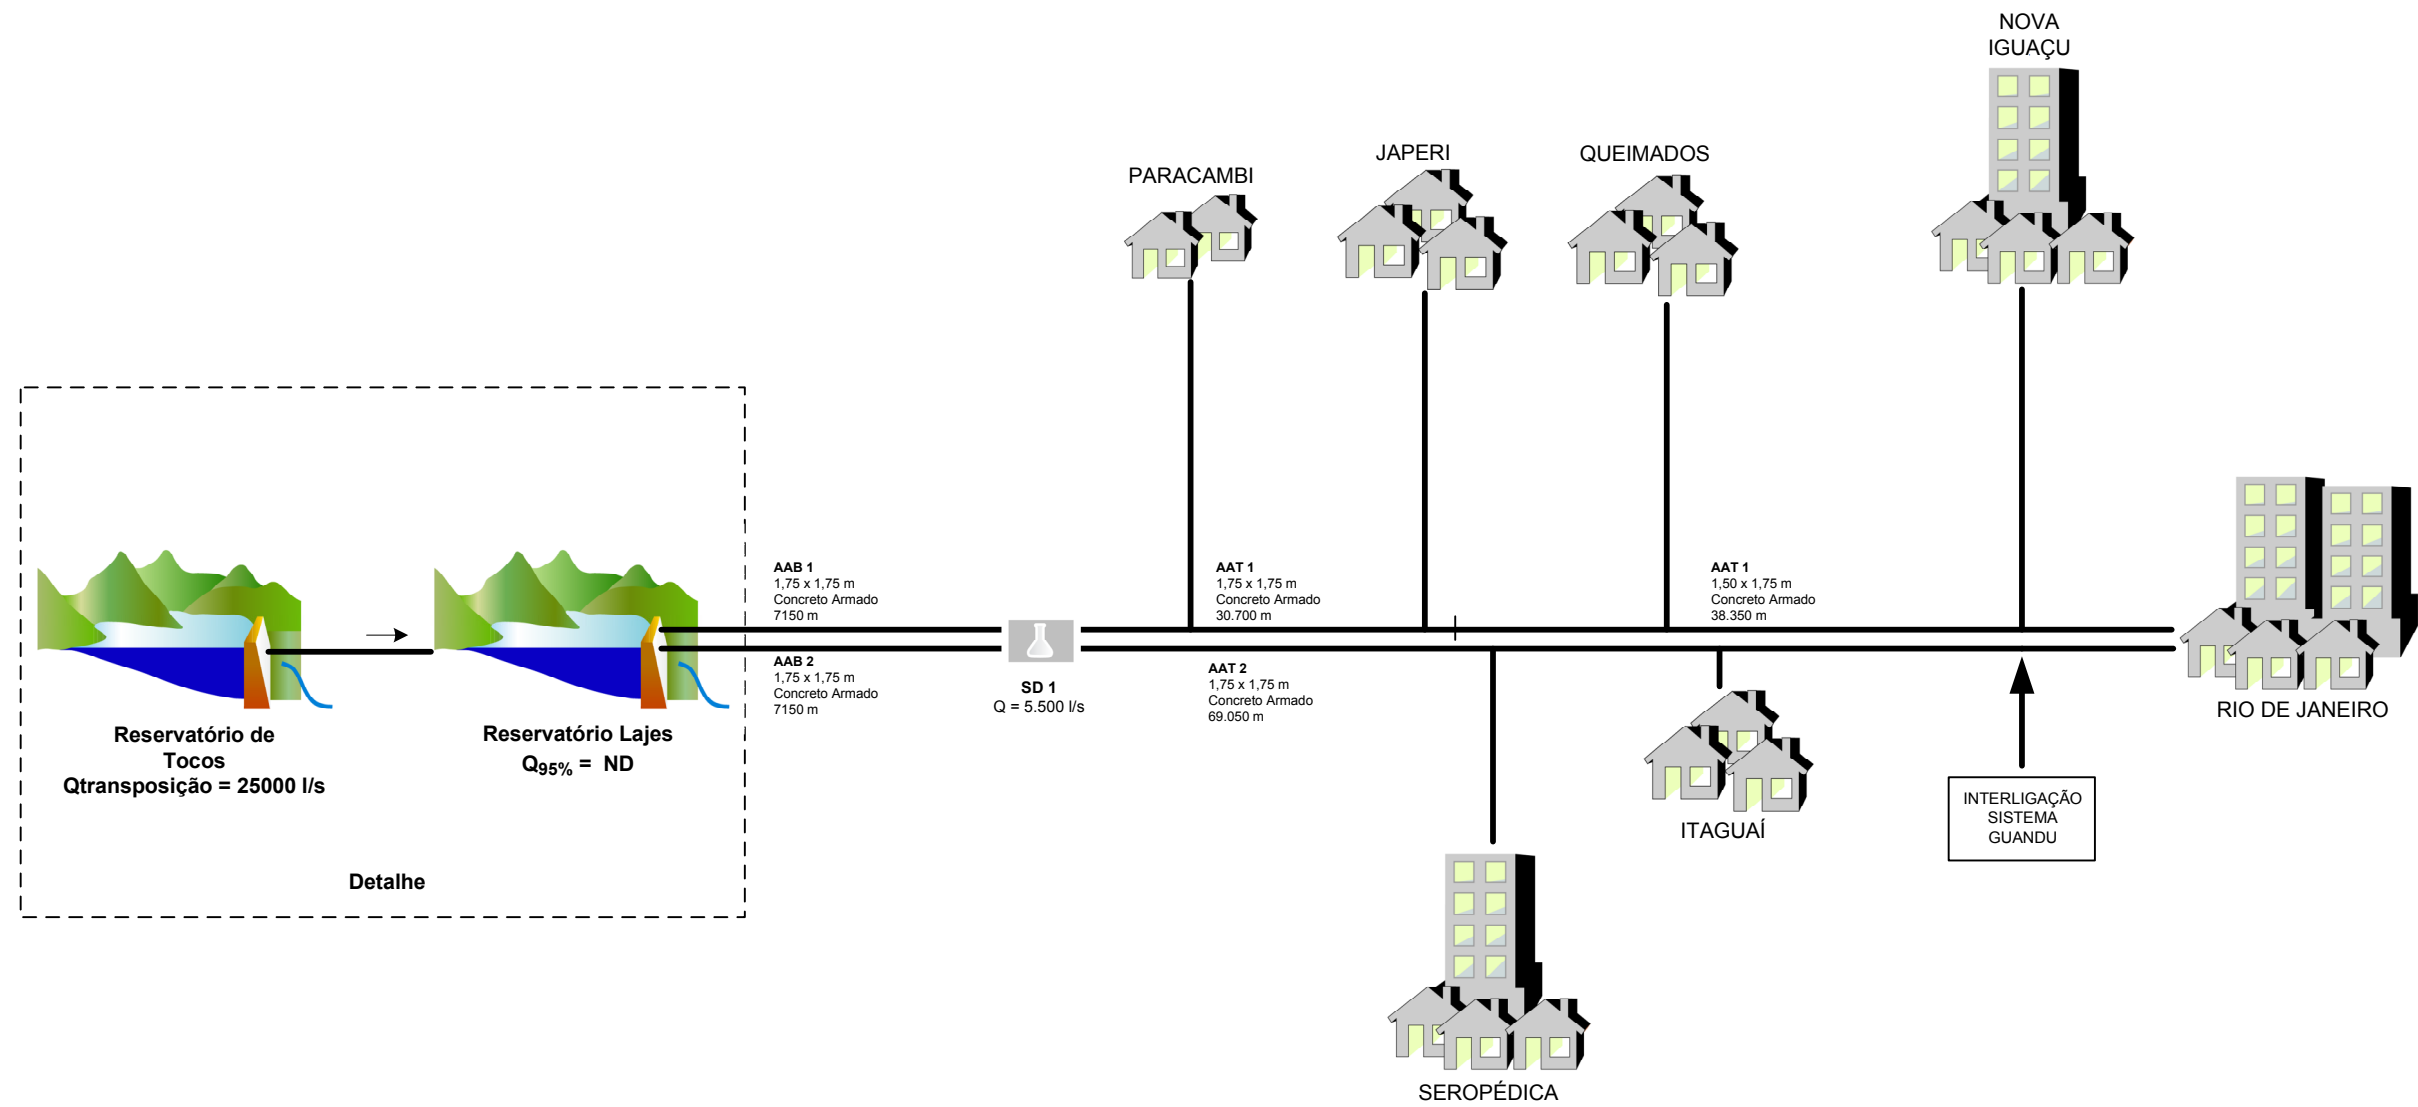 NOVA
IGUAÇU
JAPERI
QUEIMADOS
PARACAMBI
AAB 1
1,75 x 1,75 m
Concreto Armado
7150 m
AAT 1
1,75 x 1,75 m
Concreto Armado
30.700 m
AAT 1
1,50 x 1,75 m
Concreto Armado
38.350 m
AAB 2
1,75 x 1,75 m
Concreto Armado
7150 m
SD 1
Q = 5.500 l/s
AAT 2
1,75 x 1,75 m
Concreto Armado
69.050 m
RIO DE JANEIRO
Reservatório de
Tocos
Qtransposição = 25000 l/s
Reservatório Lajes
Q95% = ND
INTERLIGAÇÃO
SISTEMA
GUANDU
ITAGUAÍ
Detalhe
SEROPÉDICA